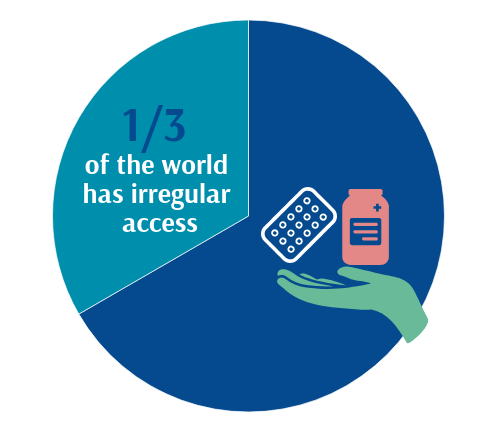 1/3
of the world
has irregular
access